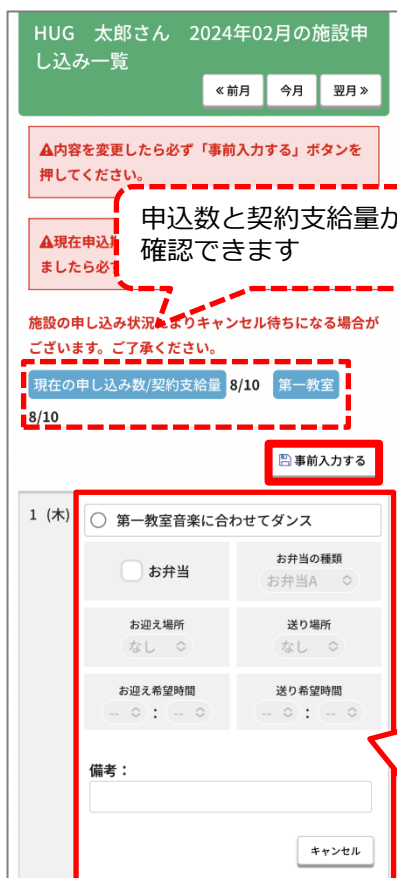 HUG 太郎さん 2024年02月の施設申
し込み一覧
≪前月 今月 翌月≫
▲内容を変更したら必ず「事前入力する」ボタンを
押してください。
申込数と契約支給量が
▲現在申込
確認できます
ましたら必
施設の申し込み状況 よりキャンセル待ちになる場合が
ございます。ご了承ください。
現在の申し込み数/契約支給量 8/10 第一教室
8/10
事前入力する
1 (木)
第一教室音楽に合わせてダンス
お弁当
お弁当の種類
お弁当A
お迎え場所 送り場所
なし なし
お迎え希望時間 送り希望時間
-- : -- -- : --
備考：
キャンセル